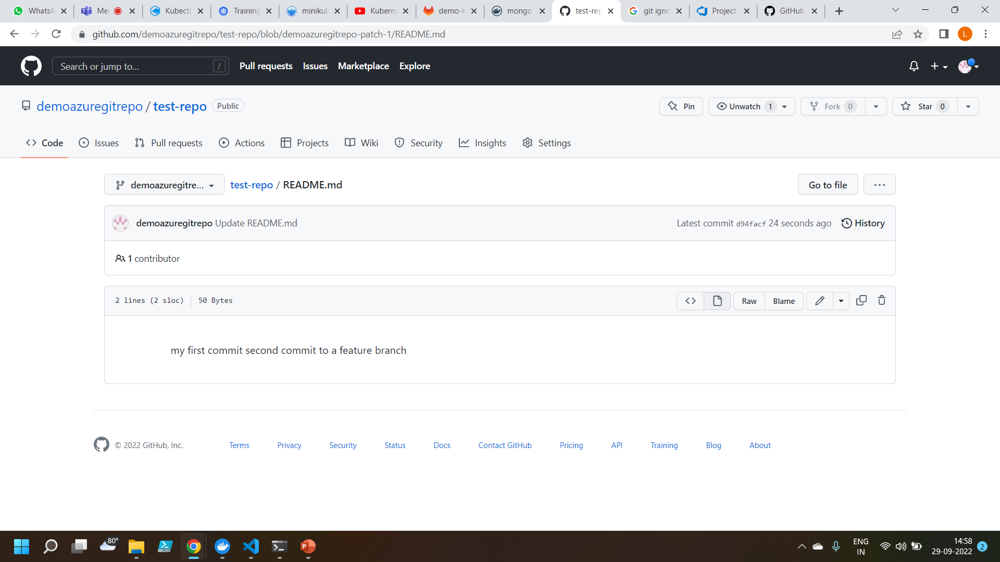 WhatsA
Mee
Kubectl
Training
minikub
Kuberne
demo-k
mongo
test-rep
git igno
Project
GitHub
github.com/demoazuregitrepo/test-repo/blob/demoazuregitrepo-patch-1/README.md
L
Search or jump to...
/
Pull requests
Issues
Marketplace
Explore
demoazuregitrepo / test-repo
Public
Pin
Unwatch 1
Fork 0
Star 0
Code
Issues
Pull requests
Actions
Projects
Wiki
Security
Insights
Settings
demoazuregitre...
test-repo / README.md
Go to file
demoazuregitrepo Update README.md
Latest commit d94facf 24 seconds ago
History
1 contributor
2 lines (2 sloc)
50 Bytes
Raw
Blame
my first commit second commit to a feature branch
© 2022 GitHub, Inc.
Terms
Privacy
Security
Status
Docs
Contact GitHub
Pricing
API
Training
Blog
About
80°
P
ENG
IN
14:58
29-09-2022
2